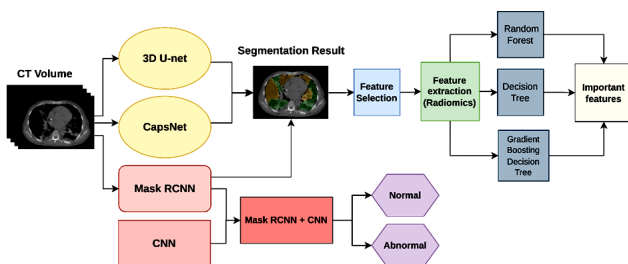 CT Volume
3D U-net
CapsNet
Mask RCNN
CNN
Segmentation Result
Mask RCNN + CNN
Normal
Abnormal
Feature
Selection
Feature
extraction
(Radiomics)
Random
Forest
Decision
Tree
Gradient
Boosting
Decision
Tree
Important
features